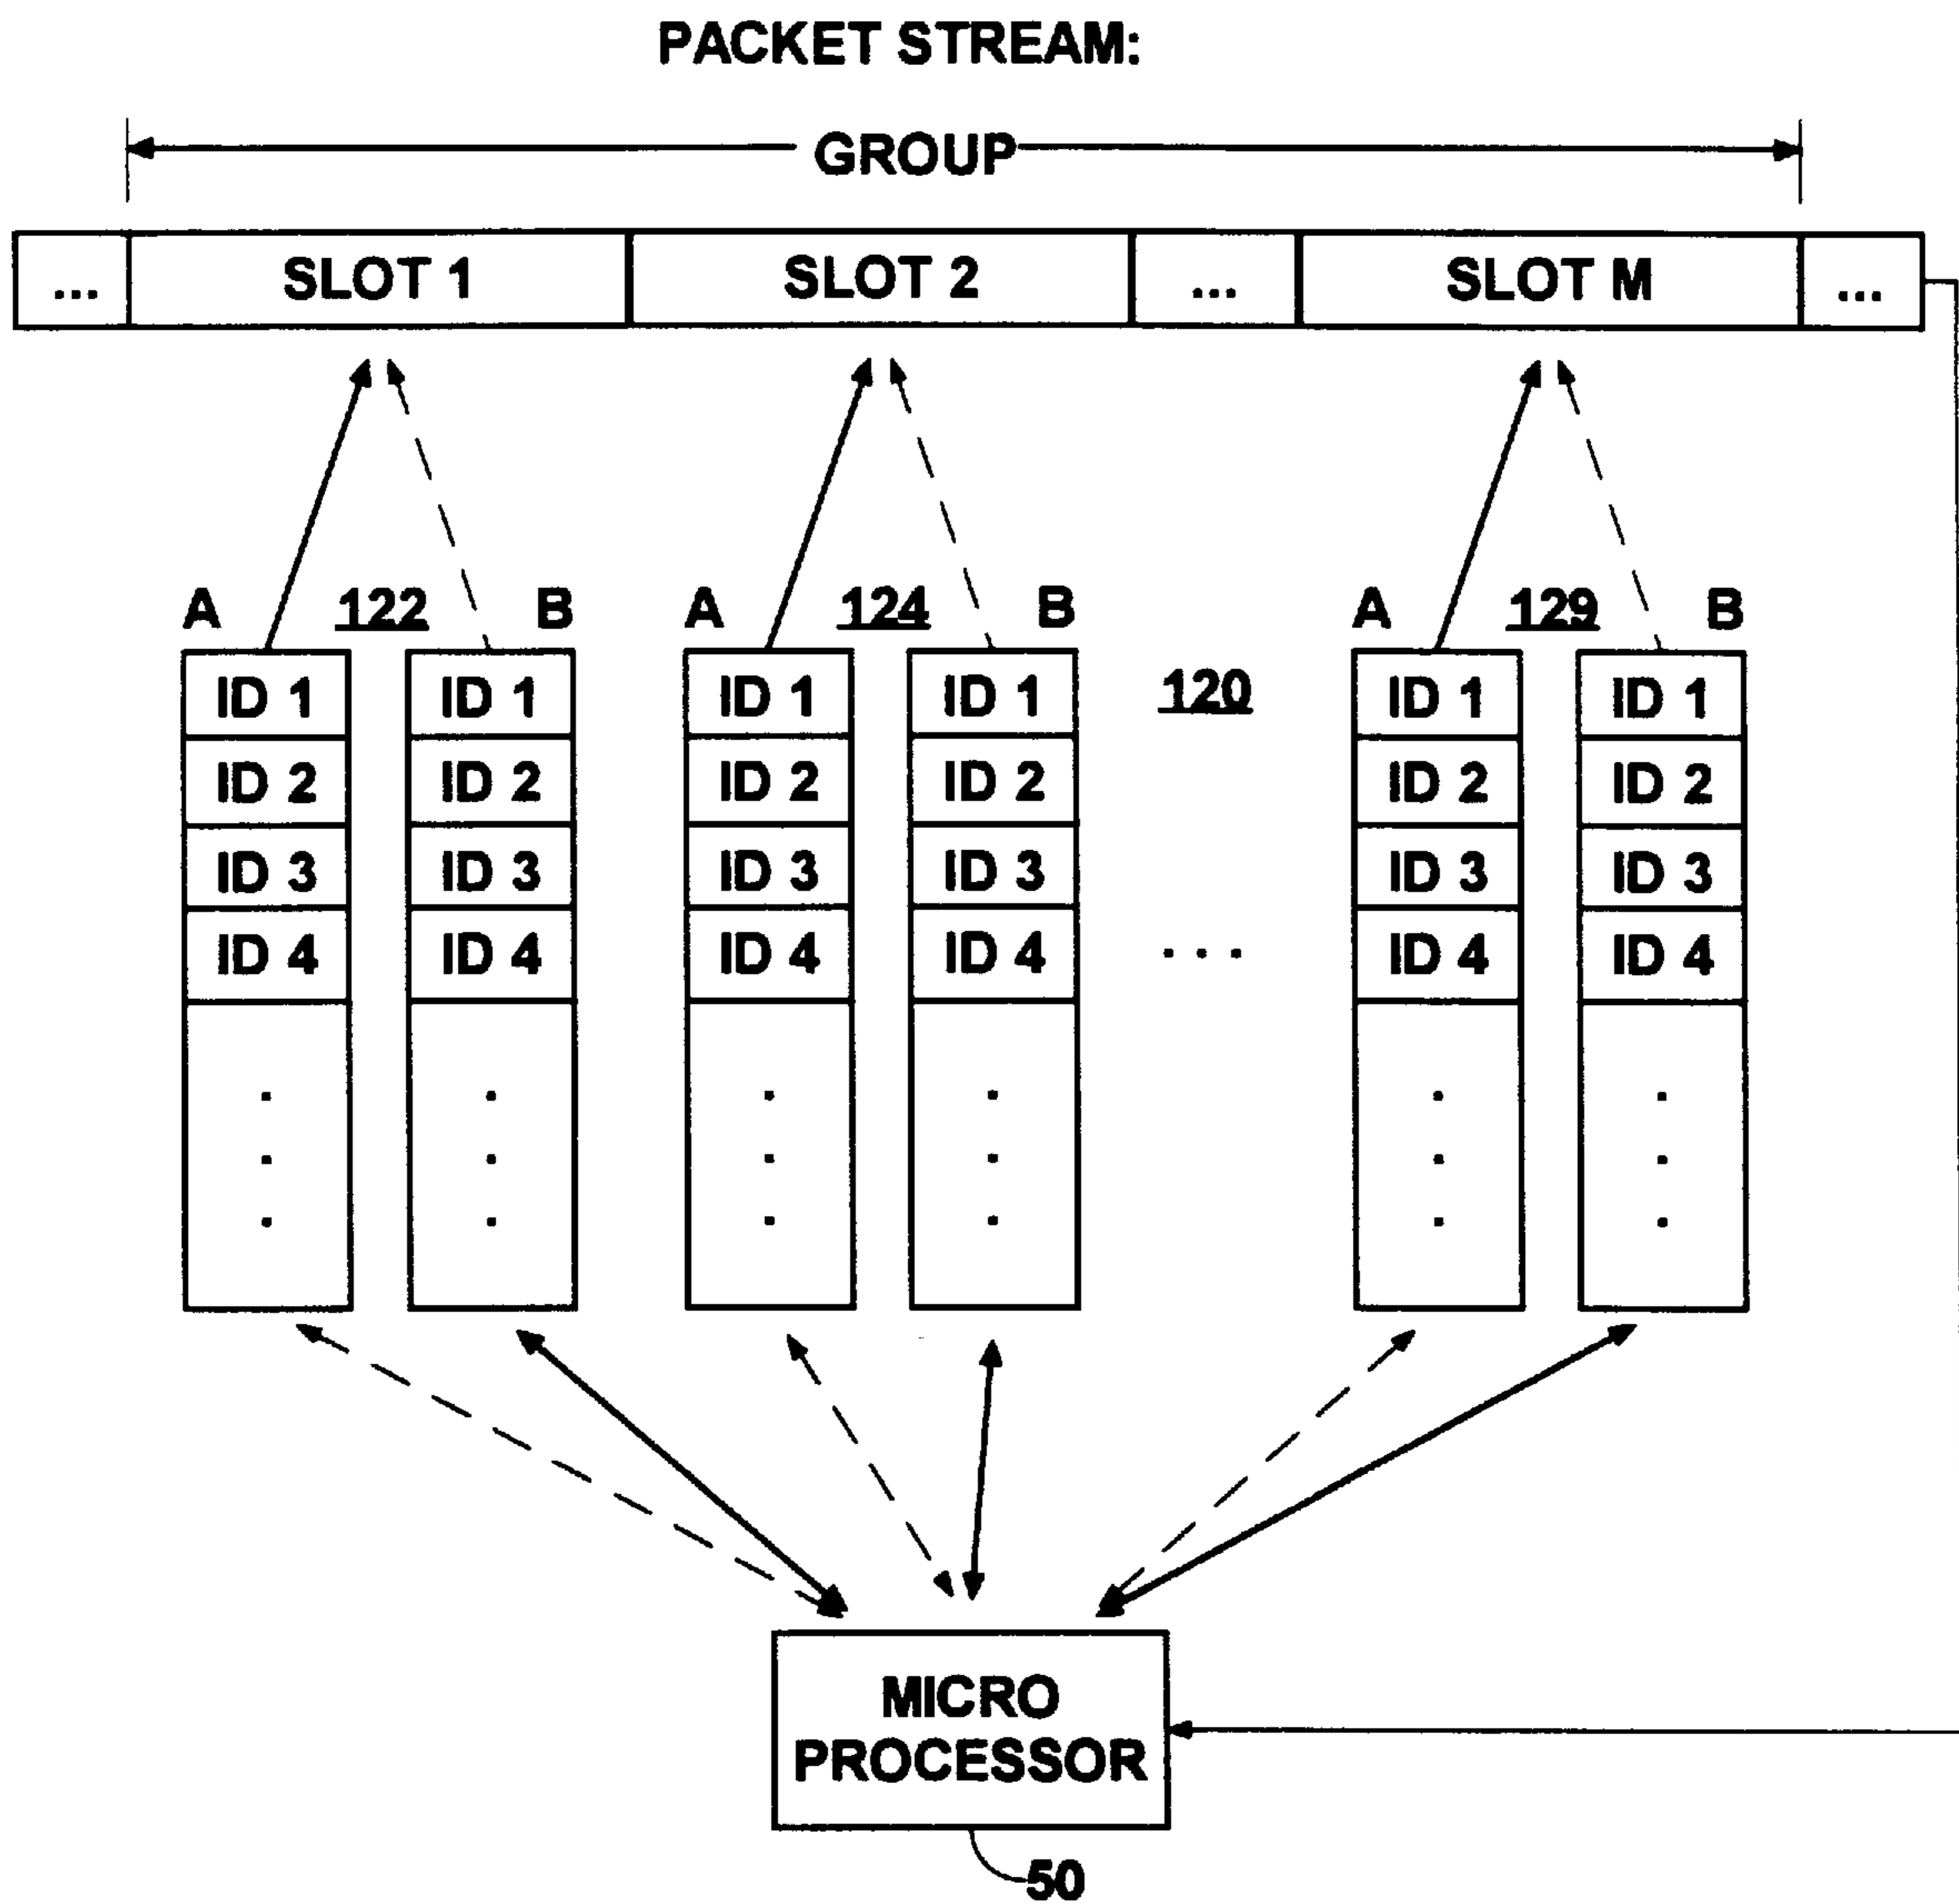 PACKET STREAM:
GROUP
... SLOT 1 SLOT 2 ... SLOT M ...
A 122 B A 124 B A 129 B
ID 1 ID 1 ID 1 ID 1 120 ID 1 ID 1
ID 2 ID 2 ID 2 ID 2 ID 2 ID 2
ID 3 ID 3 ID 3 ID 3 ID 3 ID 3
ID 4 ID 4 ID 4 ID 4 ... ID 4 ID 4
MICRO
PROCESSOR
50